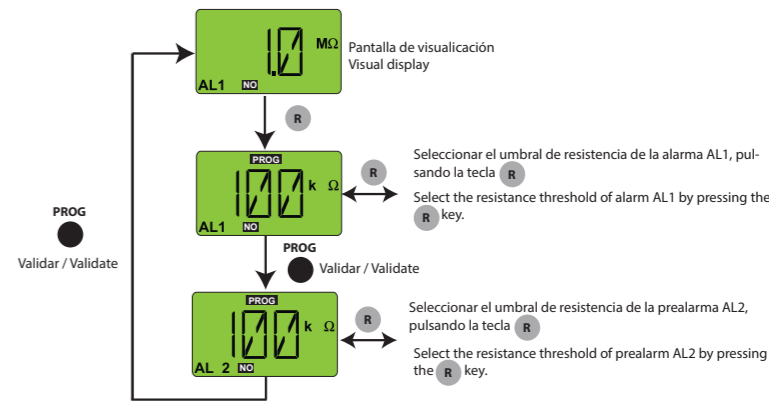 1.0 MΩ
AL1 NO
Pantalla de visualicación
Visual display
R
PROG
100 k Ω
AL1 NO
R
Seleccionar el umbral de resistencia de la alarma AL1, pul-
sando la tecla R
Select the resistance threshold of alarm AL1 by pressing the
R key.
PROG
Validar / Validate
PROG
Validar / Validate
PROG
100 k Ω
AL 2 NO
R
Seleccionar el umbral de resistencia de la prealarma AL2,
pulsando la tecla R
Select the resistance threshold of prealarm AL2 by pressing
the R key.